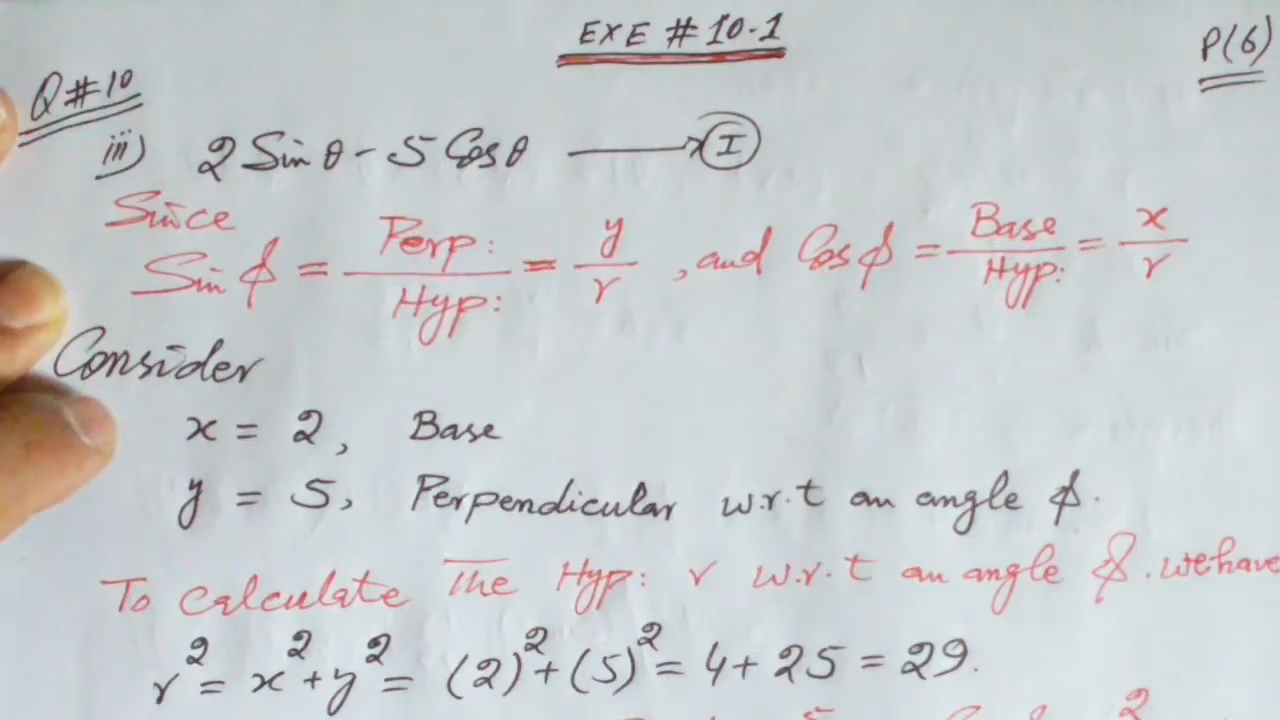 EXE # 10.1
P(6)
Q#10
iii) 2 Sin θ - 5 Cos θ → (I)
Since
Sin ϕ = Perp: / Hyp: = y / r , and Cos ϕ = Base / Hyp: = x / r
Consider
x = 2, Base
y = 5, Perpendicular w.r.t an angle ϕ.
To calculate The Hyp: r w.r.t an angle ϕ. we have
r² = x² + y² = (2)² + (5)² = 4 + 25 = 29.